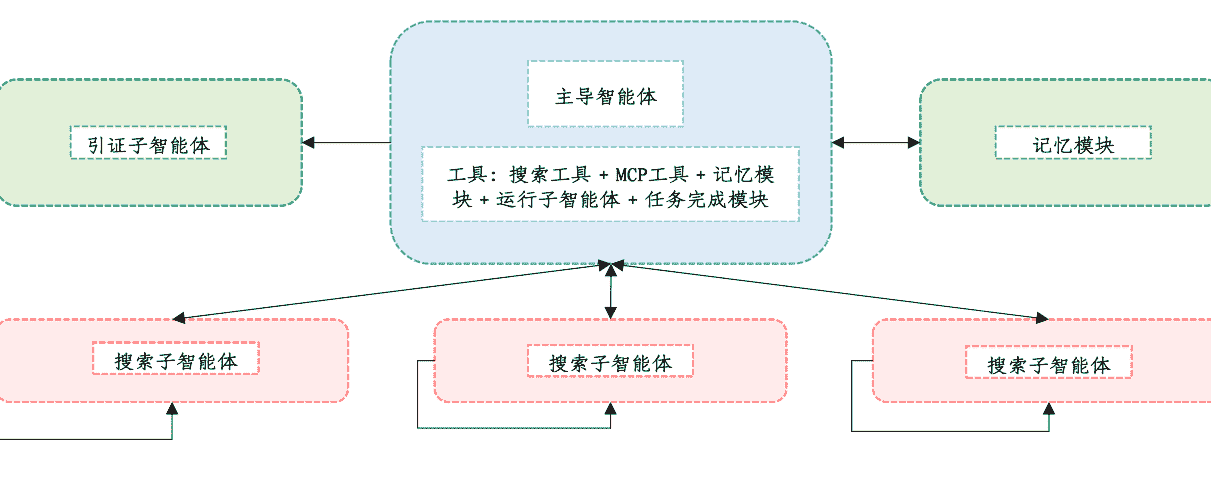 主导智能体
引证子智能体
记忆模块
工具：搜索工具 + MCP工具 + 记忆模
块 + 运行子智能体 + 任务完成模块
搜索子智能体
搜索子智能体
搜索子智能体